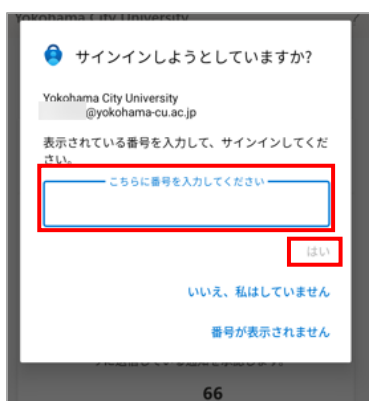 Yokohama City University
サインインしようとしていますか?
Yokohama City University
@yokohama-cu.ac.jp
表示されている番号を入力して、サインインしてくだ
さい。
こちらに番号を入力してください
はい
いいえ、私はしていません
番号が表示されません
66